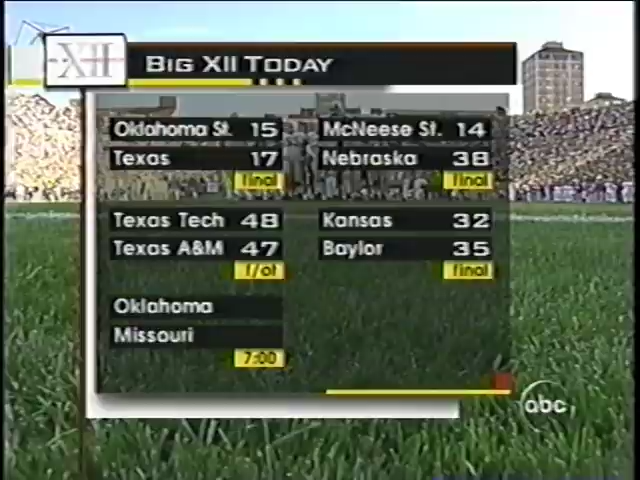 XII
BIG XII TODAY
Oklahoma St. 15
Texas 17
final
McNeese St. 14
Nebraska 38
final
Texas Tech 48
Texas A&M 47
f/ot
Kansas 32
Baylor 35
final
Oklahoma
Missouri
7:00
abc